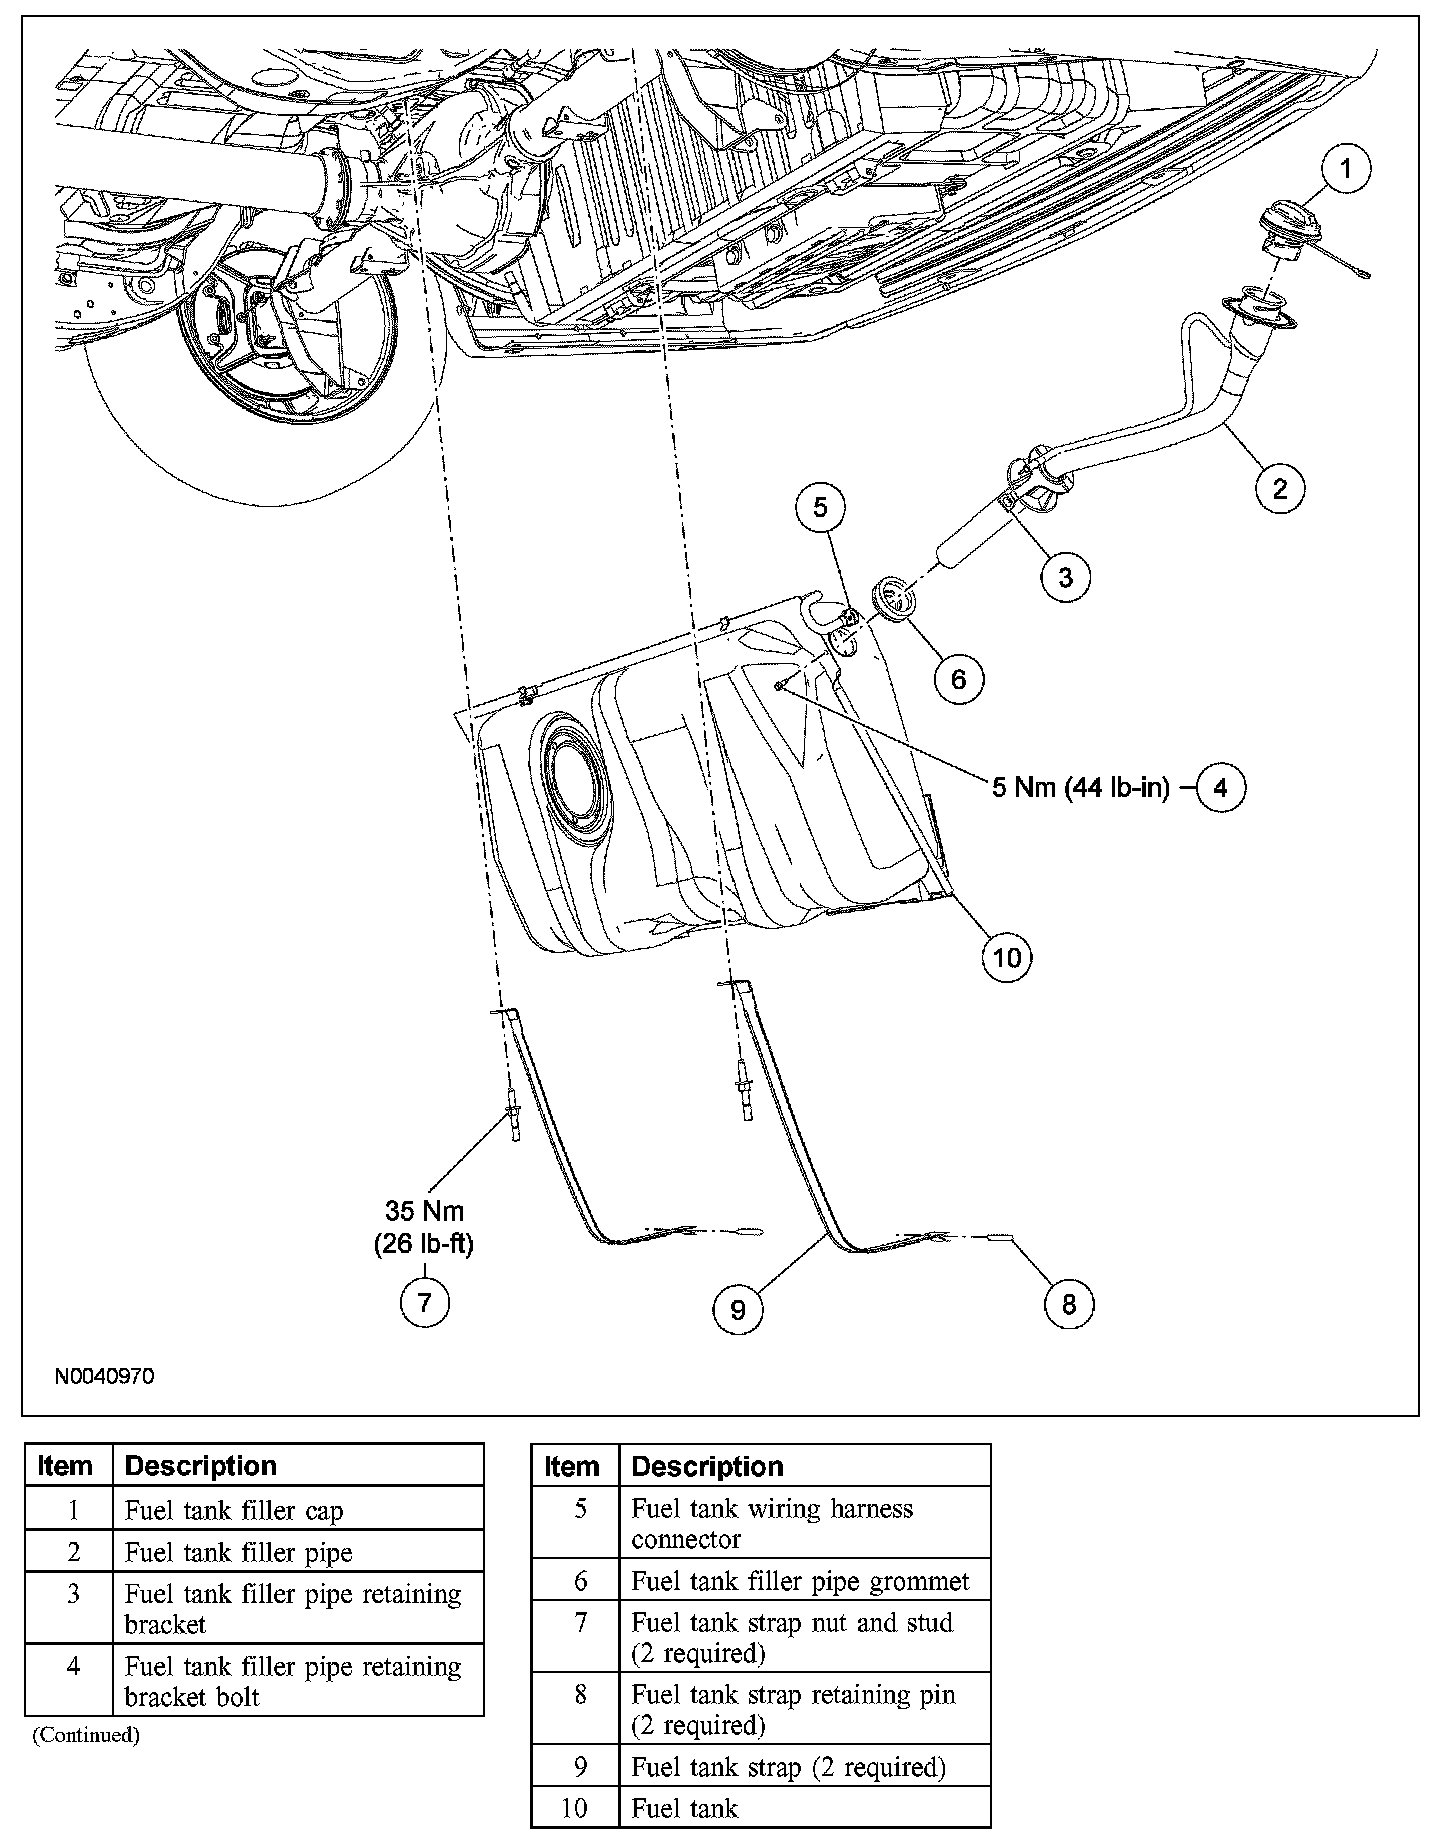 1
2
5
3
6
5 Nm (44 lb-in)
4
10
35 Nm
(26 lb-ft)
7
9
8
N0040970
Item Description
1 Fuel tank filler cap
2 Fuel tank filler pipe
3 Fuel tank filler pipe retaining
bracket
4 Fuel tank filler pipe retaining
bracket bolt
(Continued)
Item Description
5 Fuel tank wiring harness
connector
6 Fuel tank filler pipe grommet
7 Fuel tank strap nut and stud
(2 required)
8 Fuel tank strap retaining pin
(2 required)
9 Fuel tank strap (2 required)
10 Fuel tank